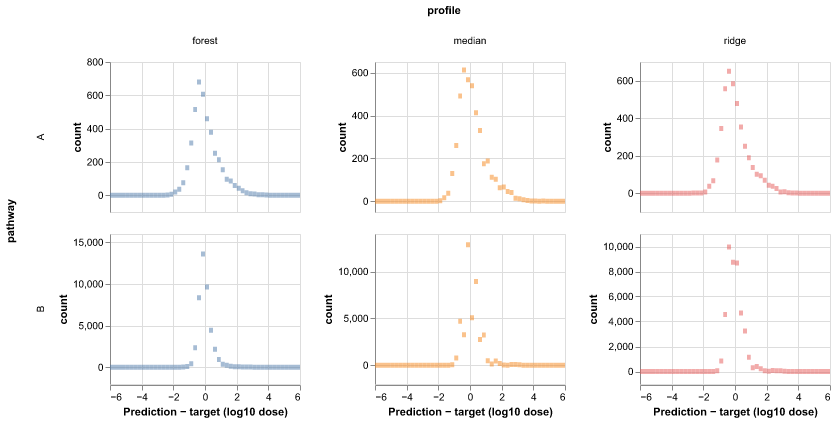 profile
forest median ridge
pathway
A
count
800
600
400
200
0
count
600
400
200
0
count
600
400
200
0
B
count
15,000
10,000
5,000
0
count
10,000
5,000
0
count
10,000
8,000
6,000
4,000
2,000
0
−6 −4 −2 0 2 4 6
−6 −4 −2 0 2 4 6
−6 −4 −2 0 2 4 6
Prediction − target (log10 dose)
Prediction − target (log10 dose)
Prediction − target (log10 dose)